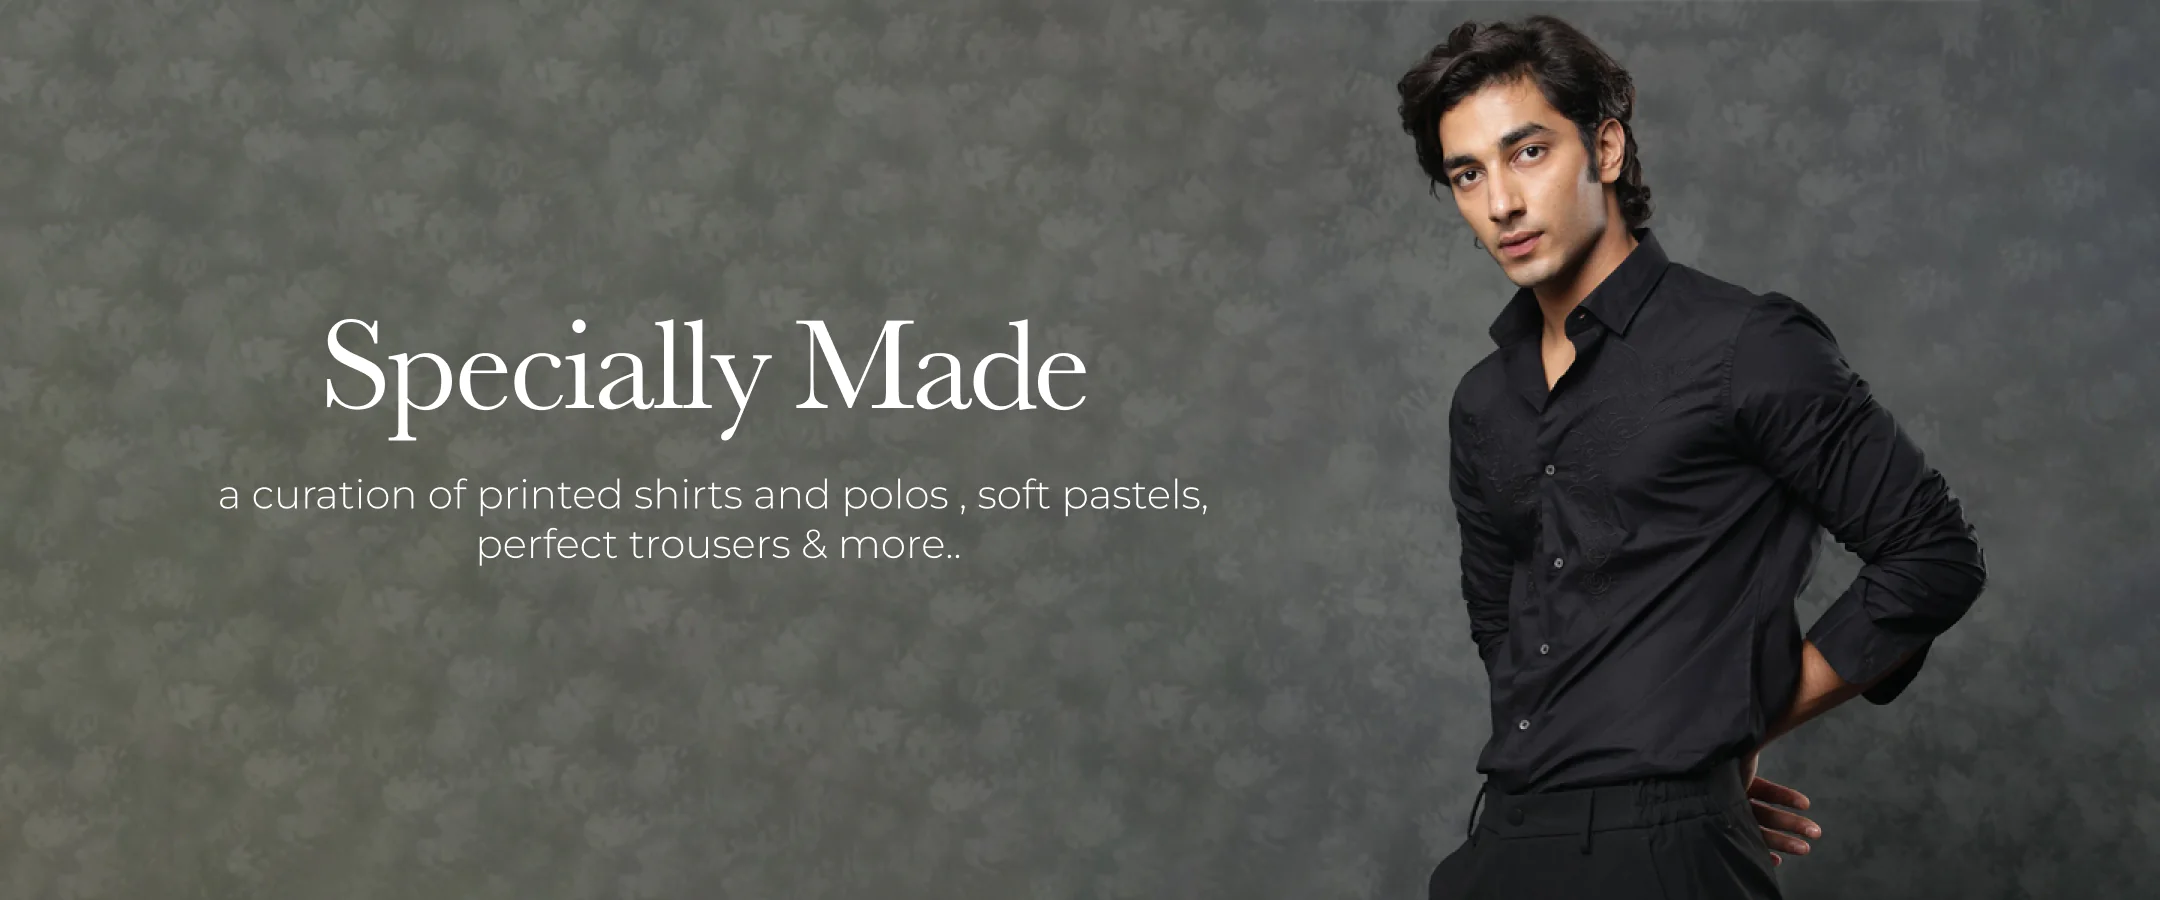 Specially Made
a curation of printed shirts and polos , soft pastels,
perfect trousers & more..